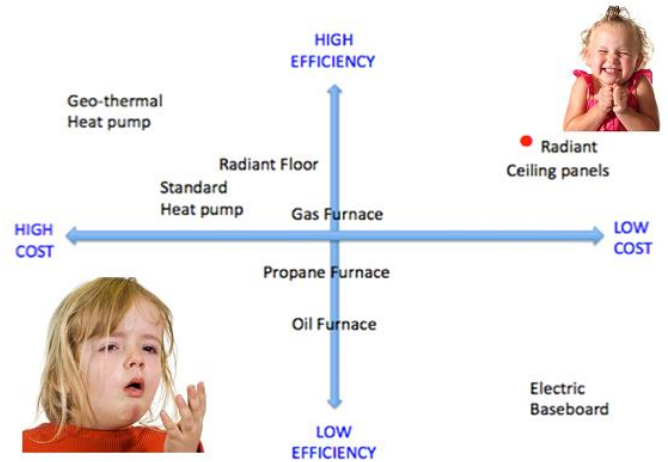 HIGH
EFFICIENCY
Geo-thermal
Heat pump
Radiant
Ceiling panels
Radiant Floor
Standard
Heat pump
Gas Furnace
HIGH
COST
LOW
COST
Propane Furnace
Oil Furnace
Electric
Baseboard
LOW
EFFICIENCY